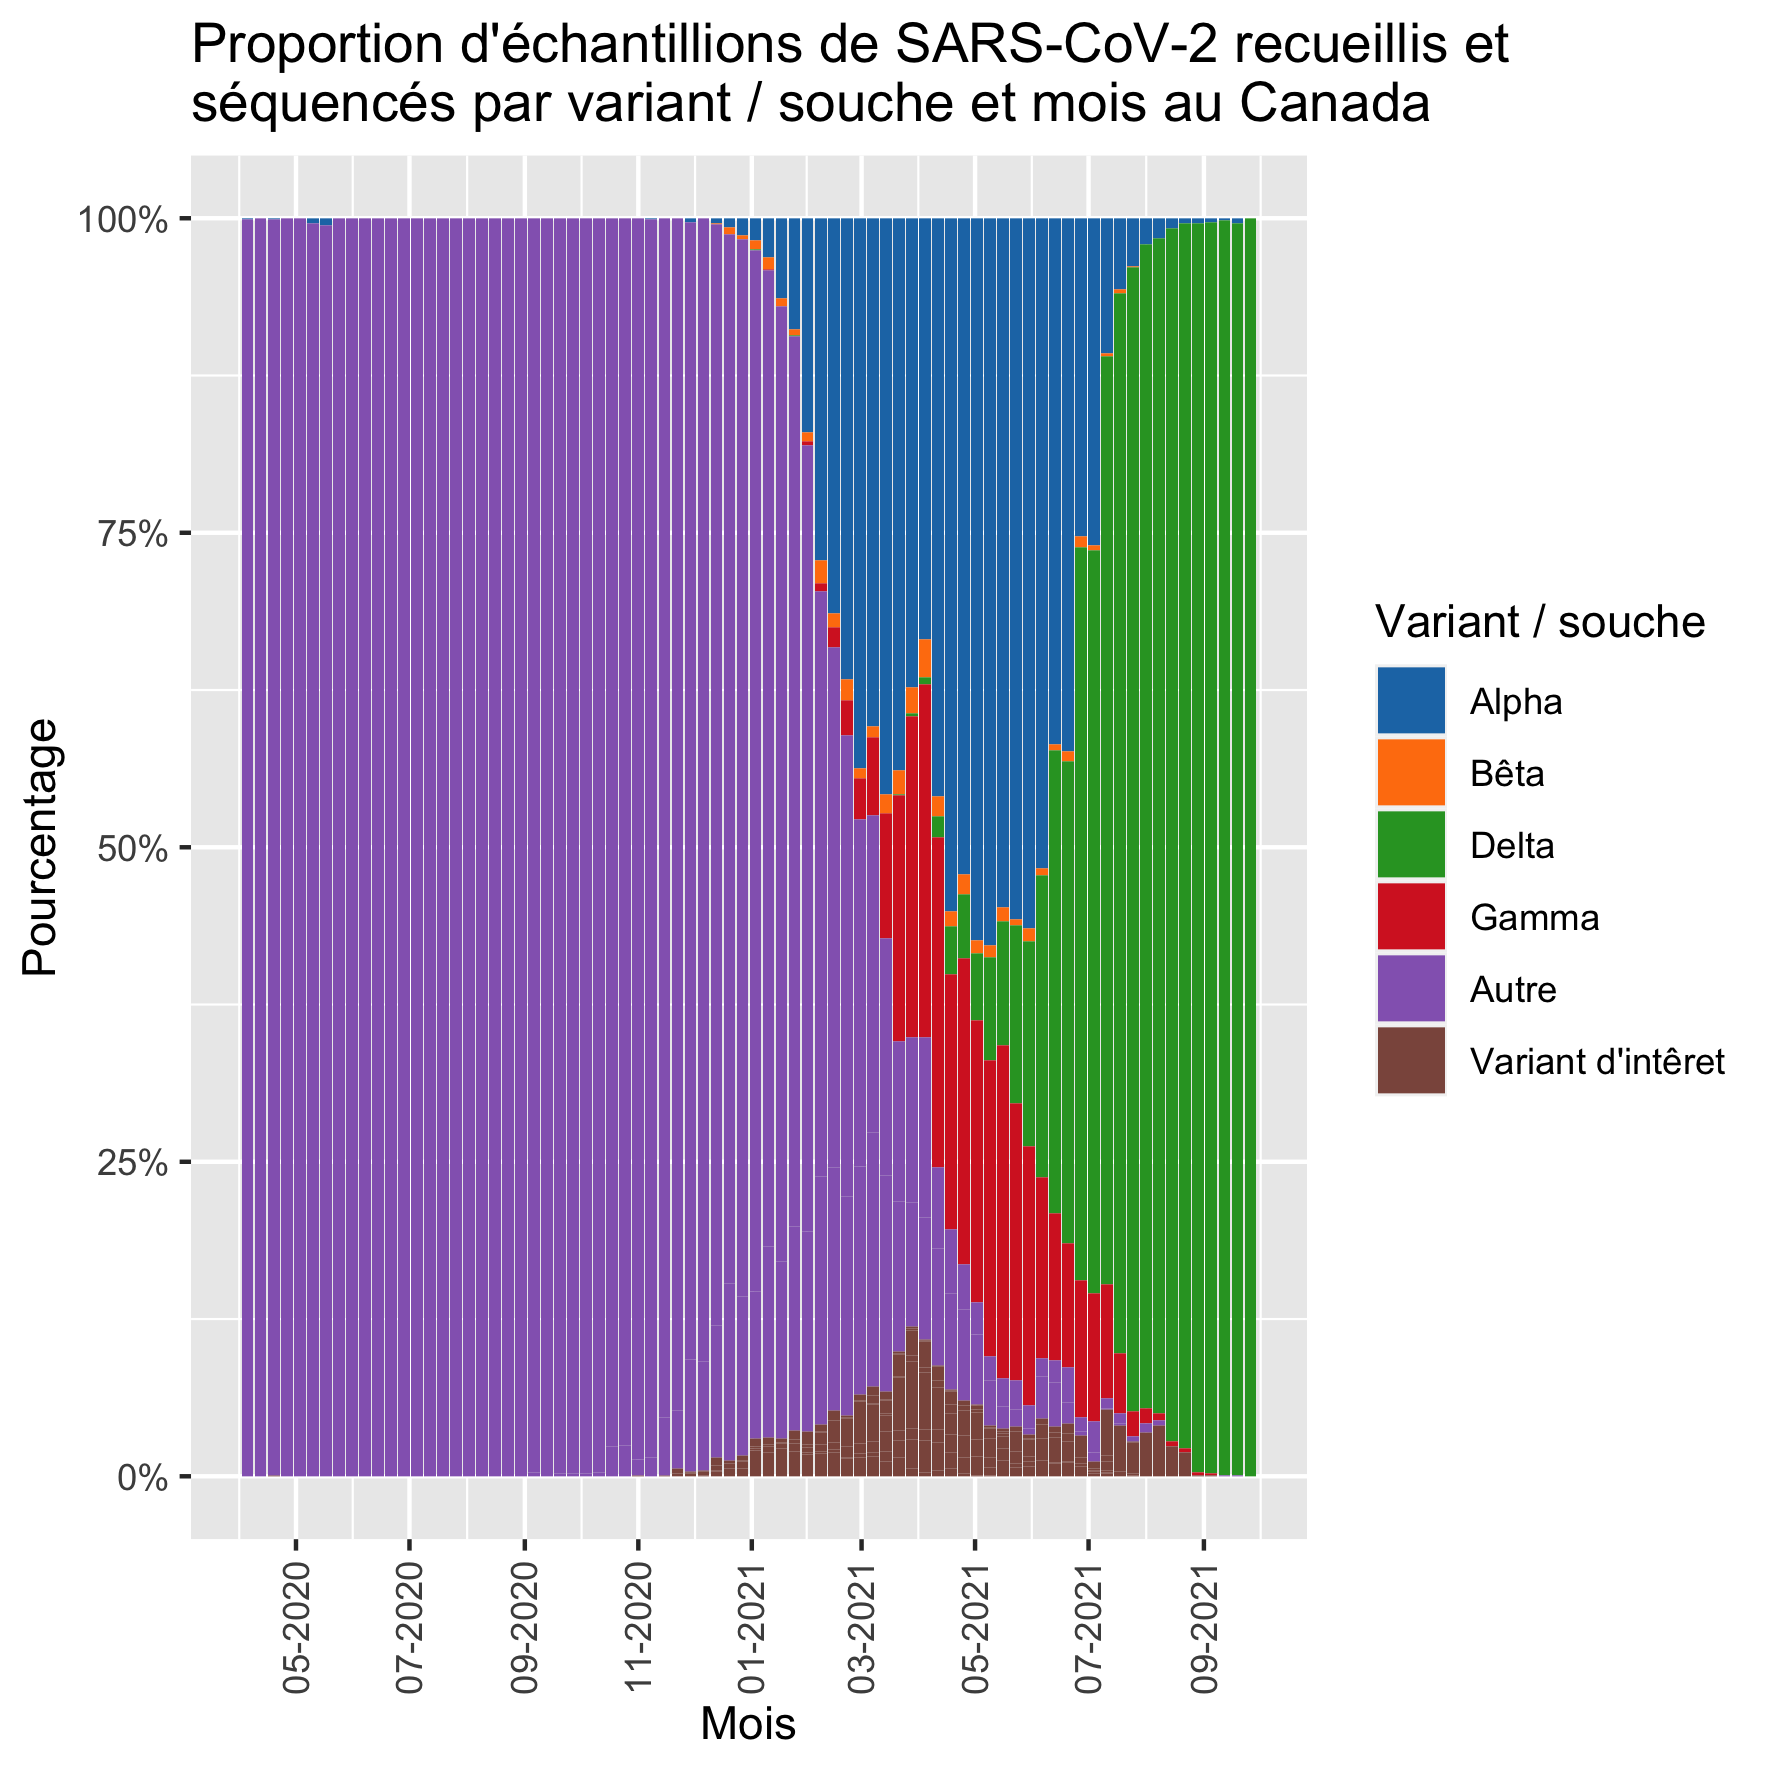 Proportion d'échantillions de SARS-CoV-2 recueillis et
séquencés par variant / souche et mois au Canada
Pourcentage
100%
75%
50%
25%
0%
05-2020
07-2020
09-2020
11-2020
01-2021
03-2021
05-2021
07-2021
09-2021
Mois
Variant / souche
Alpha
Bêta
Delta
Gamma
Autre
Variant d'intêret